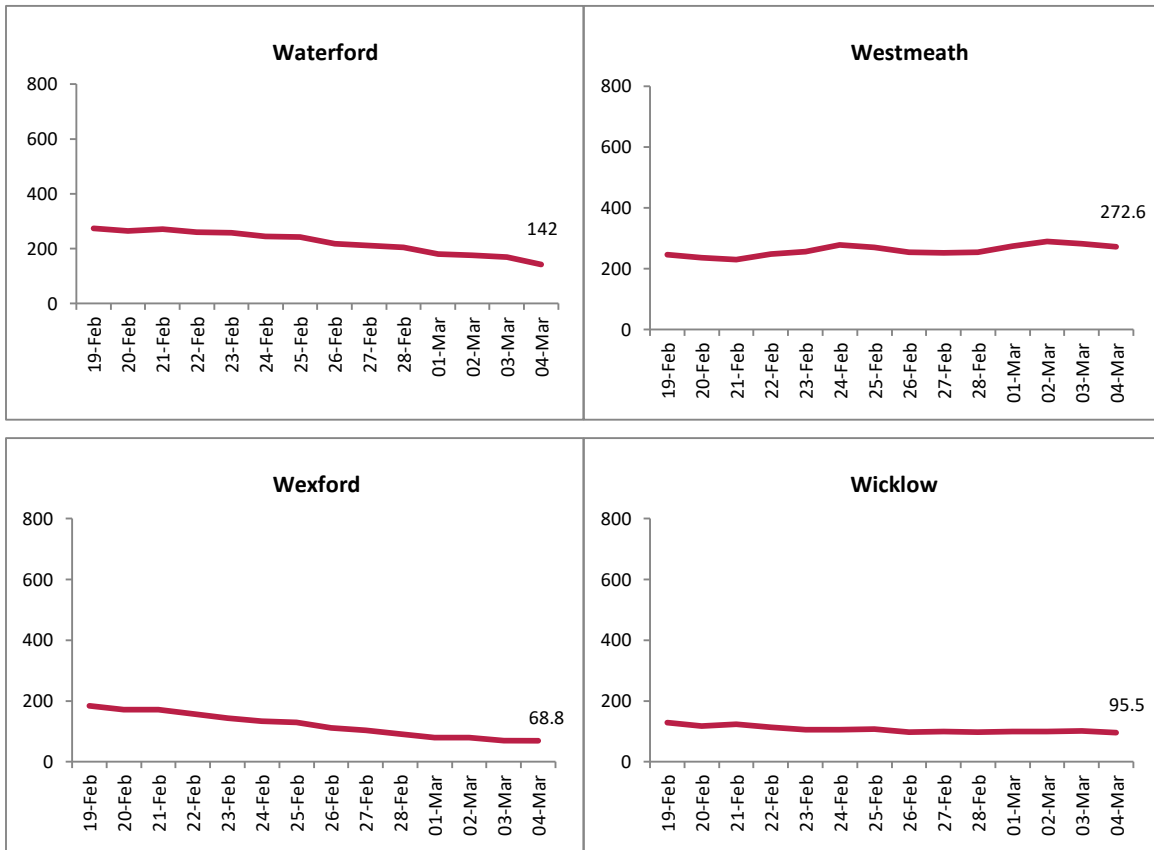 Waterford
800
600
400
200
0
142
19-Feb
20-Feb
21-Feb
22-Feb
23-Feb
24-Feb
25-Feb
26-Feb
27-Feb
28-Feb
01-Mar
02-Mar
03-Mar
04-Mar
Westmeath
800
600
400
200
0
272.6
19-Feb
20-Feb
21-Feb
22-Feb
23-Feb
24-Feb
25-Feb
26-Feb
27-Feb
28-Feb
01-Mar
02-Mar
03-Mar
04-Mar
Wexford
800
600
400
200
0
68.8
19-Feb
20-Feb
21-Feb
22-Feb
23-Feb
24-Feb
25-Feb
26-Feb
27-Feb
28-Feb
01-Mar
02-Mar
03-Mar
04-Mar
Wicklow
800
600
400
200
0
95.5
19-Feb
20-Feb
21-Feb
22-Feb
23-Feb
24-Feb
25-Feb
26-Feb
27-Feb
28-Feb
01-Mar
02-Mar
03-Mar
04-Mar